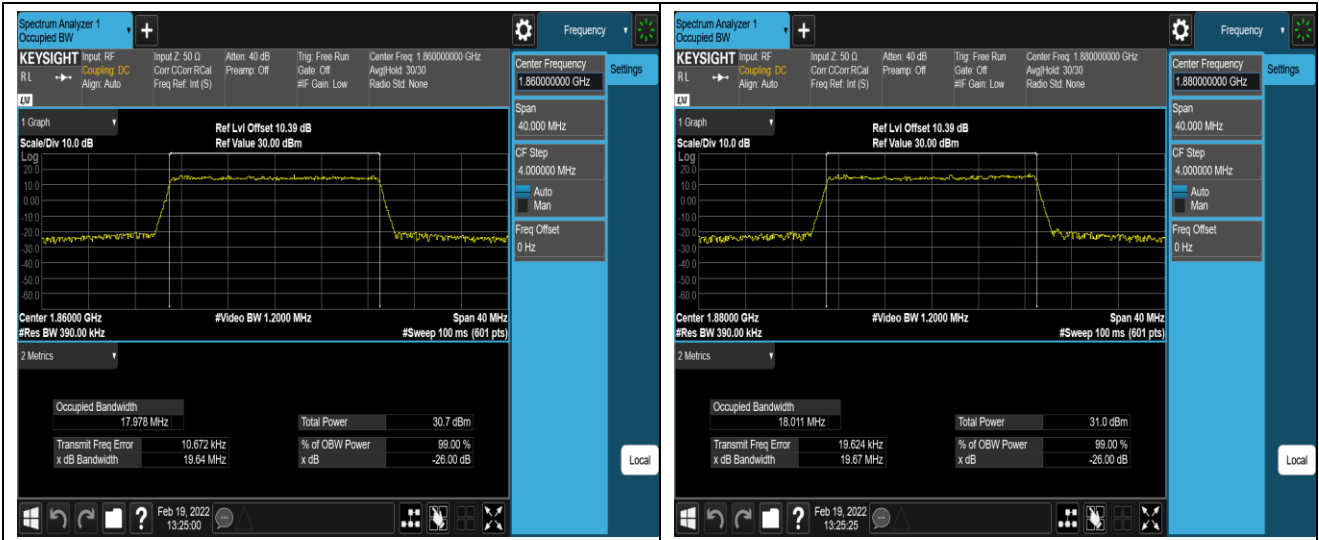 Spectrum Analyzer 1
Occupied BW
+
Frequency
KEYSIGHT
RL
LXI
Input: RF
Coupling: DC
Align: Auto
Input Z: 50 Ω
Corr CCorr RCal
Freq Ref: Int (S)
Atten: 40 dB
Preamp: Off
Trig: Free Run
Gate: Off
#IF Gain: Low
Center Freq: 1.860000000 GHz
Avg|Hold: 30/30
Radio Std: None
Center Frequency
1.860000000 GHz
Settings
Span
40.000 MHz
CF Step
4.000000 MHz
Auto
Man
Freq Offset
0 Hz
Local
1 Graph
Scale/Div 10.0 dB
Ref Lvl Offset 10.39 dB
Ref Value 30.00 dBm
Log
20.0
10.0
0.00
-10.0
-20.0
-30.0
-40.0
-50.0
-60.0
Center 1.86000 GHz
#Res BW 390.00 kHz
#Video BW 1.2000 MHz
Span 40 MHz
#Sweep 100 ms (601 pts)
2 Metrics
Occupied Bandwidth
17.978 MHz
Total Power 30.7 dBm
Transmit Freq Error 10.672 kHz
% of OBW Power 99.00 %
x dB Bandwidth 19.64 MHz
x dB -26.00 dB
?
Feb 19, 2022
13:25:00
Spectrum Analyzer 1
Occupied BW
+
Frequency
KEYSIGHT
RL
LXI
Input: RF
Coupling: DC
Align: Auto
Input Z: 50 Ω
Corr CCorr RCal
Freq Ref: Int (S)
Atten: 40 dB
Preamp: Off
Trig: Free Run
Gate: Off
#IF Gain: Low
Center Freq: 1.880000000 GHz
Avg|Hold: 30/30
Radio Std: None
Center Frequency
1.880000000 GHz
Settings
Span
40.000 MHz
CF Step
4.000000 MHz
Auto
Man
Freq Offset
0 Hz
Local
1 Graph
Scale/Div 10.0 dB
Ref Lvl Offset 10.39 dB
Ref Value 30.00 dBm
Log
20.0
10.0
0.00
-10.0
-20.0
-30.0
-40.0
-50.0
-60.0
Center 1.88000 GHz
#Res BW 390.00 kHz
#Video BW 1.2000 MHz
Span 40 MHz
#Sweep 100 ms (601 pts)
2 Metrics
Occupied Bandwidth
18.011 MHz
Total Power 31.0 dBm
Transmit Freq Error 19.624 kHz
% of OBW Power 99.00 %
x dB Bandwidth 19.67 MHz
x dB -26.00 dB
?
Feb 19, 2022
13:25:25